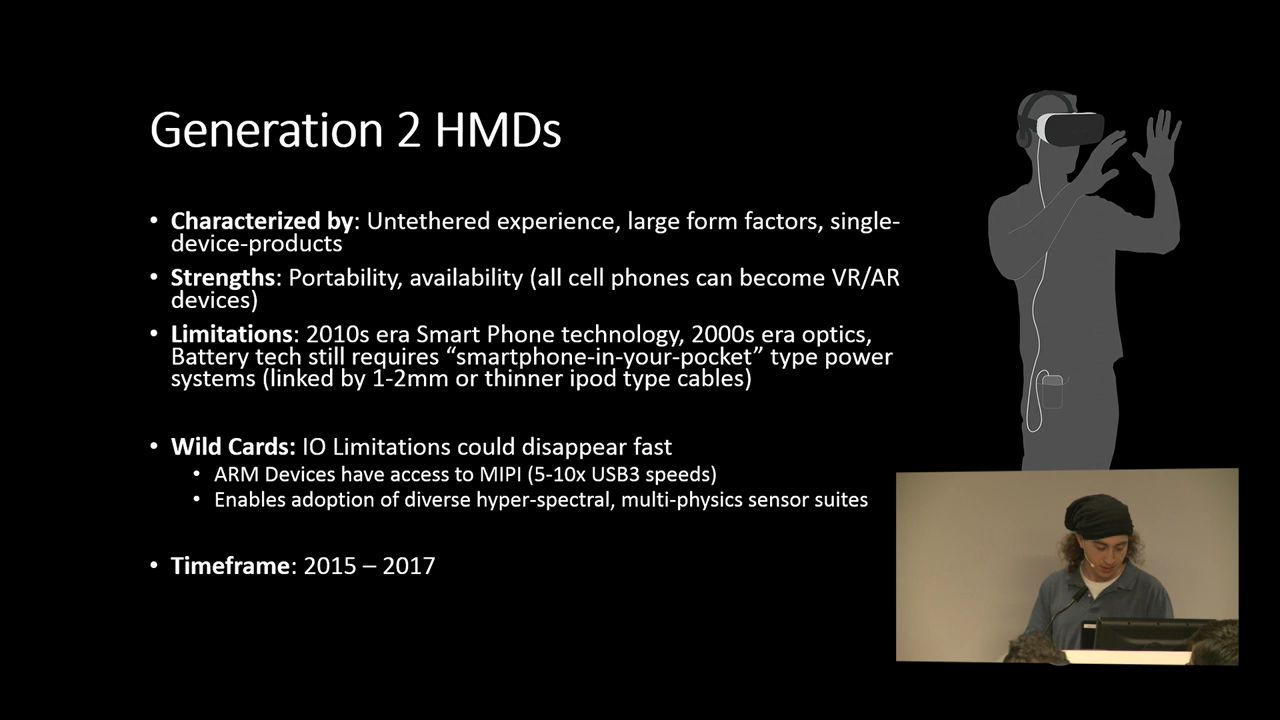 Generation 2 HMDs
• Characterized by: Untethered experience, large form factors, single-
device-products
• Strengths: Portability, availability (all cell phones can become VR/AR
devices)
• Limitations: 2010s era Smart Phone technology, 2000s era optics,
Battery tech still requires “smartphone-in-your-pocket” type power
systems (linked by 1-2mm or thinner ipod type cables)
• Wild Cards: IO Limitations could disappear fast
• ARM Devices have access to MIPI (5-10x USB3 speeds)
• Enables adoption of diverse hyper-spectral, multi-physics sensor suites
• Timeframe: 2015 – 2017